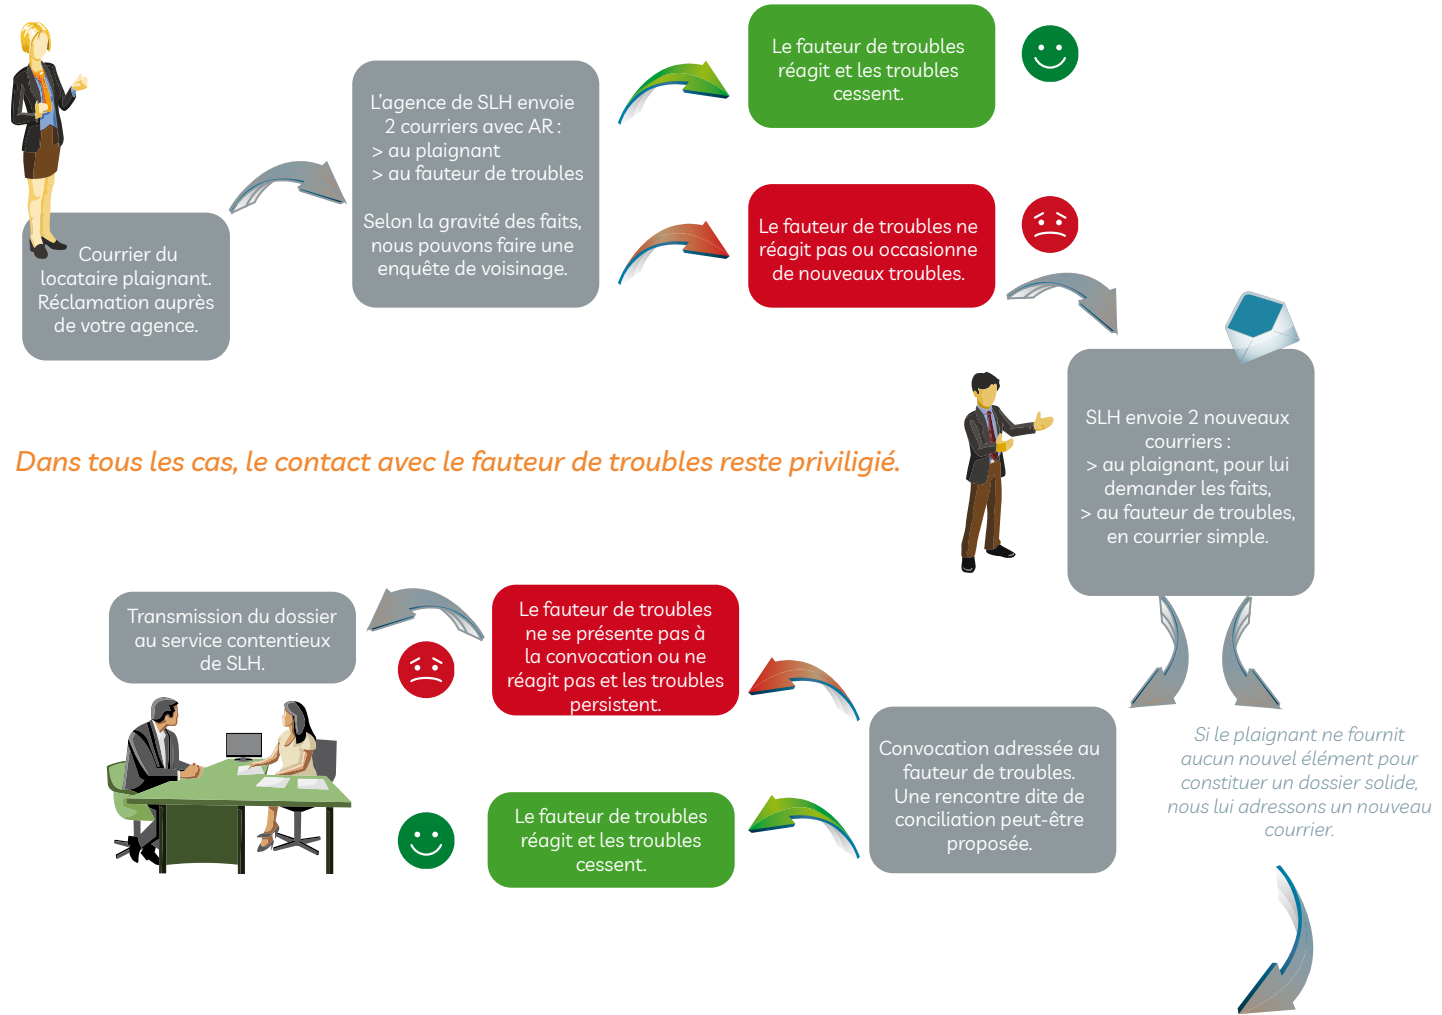 Courrier du
locataire plaignant.
Réclamation auprès
de votre agence.
L'agence de SLH envoie
2 courriers avec AR :
> au plaignant
> au fauteur de troubles
Selon la gravité des faits,
nous pouvons faire une
enquête de voisinage.
Le fauteur de troubles
réagit et les troubles
cessent.
Le fauteur de troubles ne
réagit pas ou occasionne
de nouveaux troubles.
SLH envoie 2 nouveaux
courriers :
> au plaignant, pour lui
demander les faits,
> au fauteur de troubles,
en courrier simple.
Dans tous les cas, le contact avec le fauteur de troubles reste priviligié.
Si le plaignant ne fournit
aucun nouvel élément pour
constituer un dossier solide,
nous lui adressons un nouveau
courrier.
Convocation adressée au
fauteur de troubles.
Une rencontre dite de
conciliation peut-être
proposée.
Le fauteur de troubles
ne se présente pas à
la convocation ou ne
réagit pas et les troubles
persistent.
Le fauteur de troubles
réagit et les troubles
cessent.
Transmission du dossier
au service contentieux
de SLH.